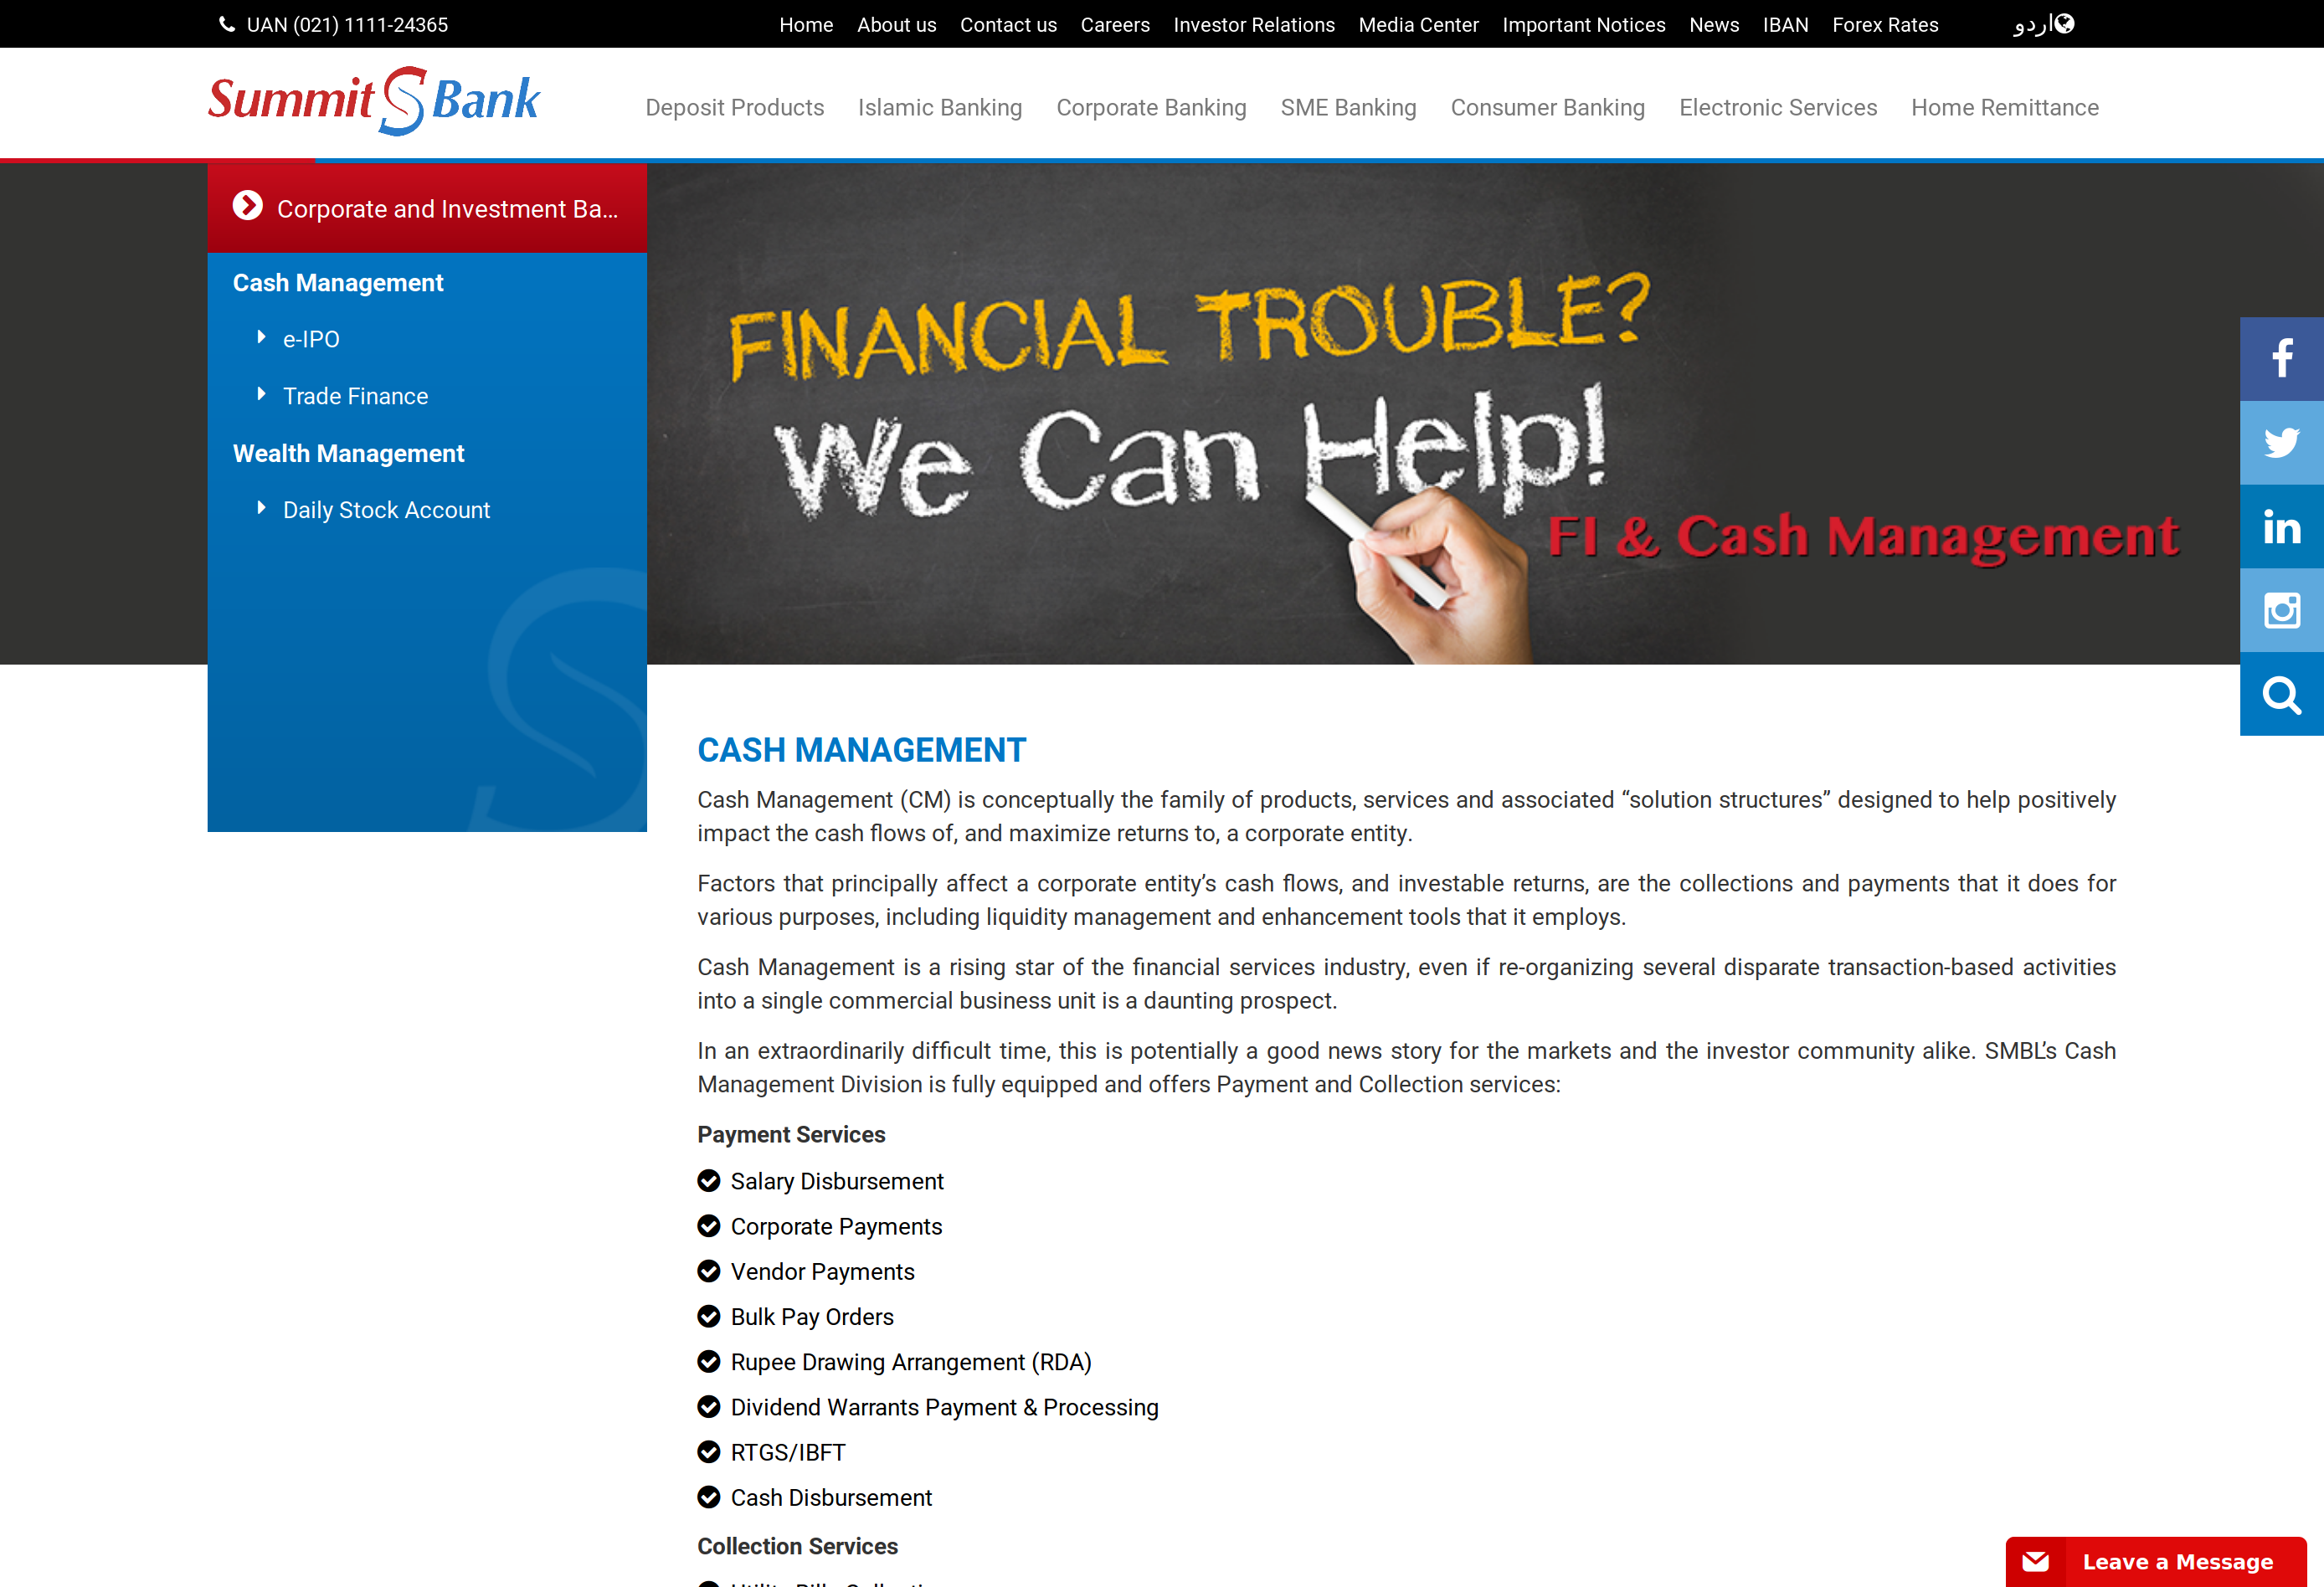 UAN (021) 1111-24365
Home About us Contact us Careers Investor Relations Media Center Important Notices News IBAN Forex Rates اردو
Summit S Bank
Deposit Products Islamic Banking Corporate Banking SME Banking Consumer Banking Electronic Services Home Remittance
Corporate and Investment Ba...
Cash Management
e-IPO
Trade Finance
Wealth Management
Daily Stock Account
FINANCIAL TROUBLE?
We Can Help!
FI & Cash Management
CASH MANAGEMENT
Cash Management (CM) is conceptually the family of products, services and associated “solution structures” designed to help positively
impact the cash flows of, and maximize returns to, a corporate entity.
Factors that principally affect a corporate entity’s cash flows, and investable returns, are the collections and payments that it does for
various purposes, including liquidity management and enhancement tools that it employs.
Cash Management is a rising star of the financial services industry, even if re-organizing several disparate transaction-based activities
into a single commercial business unit is a daunting prospect.
In an extraordinarily difficult time, this is potentially a good news story for the markets and the investor community alike. SMBL’s Cash
Management Division is fully equipped and offers Payment and Collection services:
Payment Services
Salary Disbursement
Corporate Payments
Vendor Payments
Bulk Pay Orders
Rupee Drawing Arrangement (RDA)
Dividend Warrants Payment & Processing
RTGS/IBFT
Cash Disbursement
Collection Services
Leave a Message